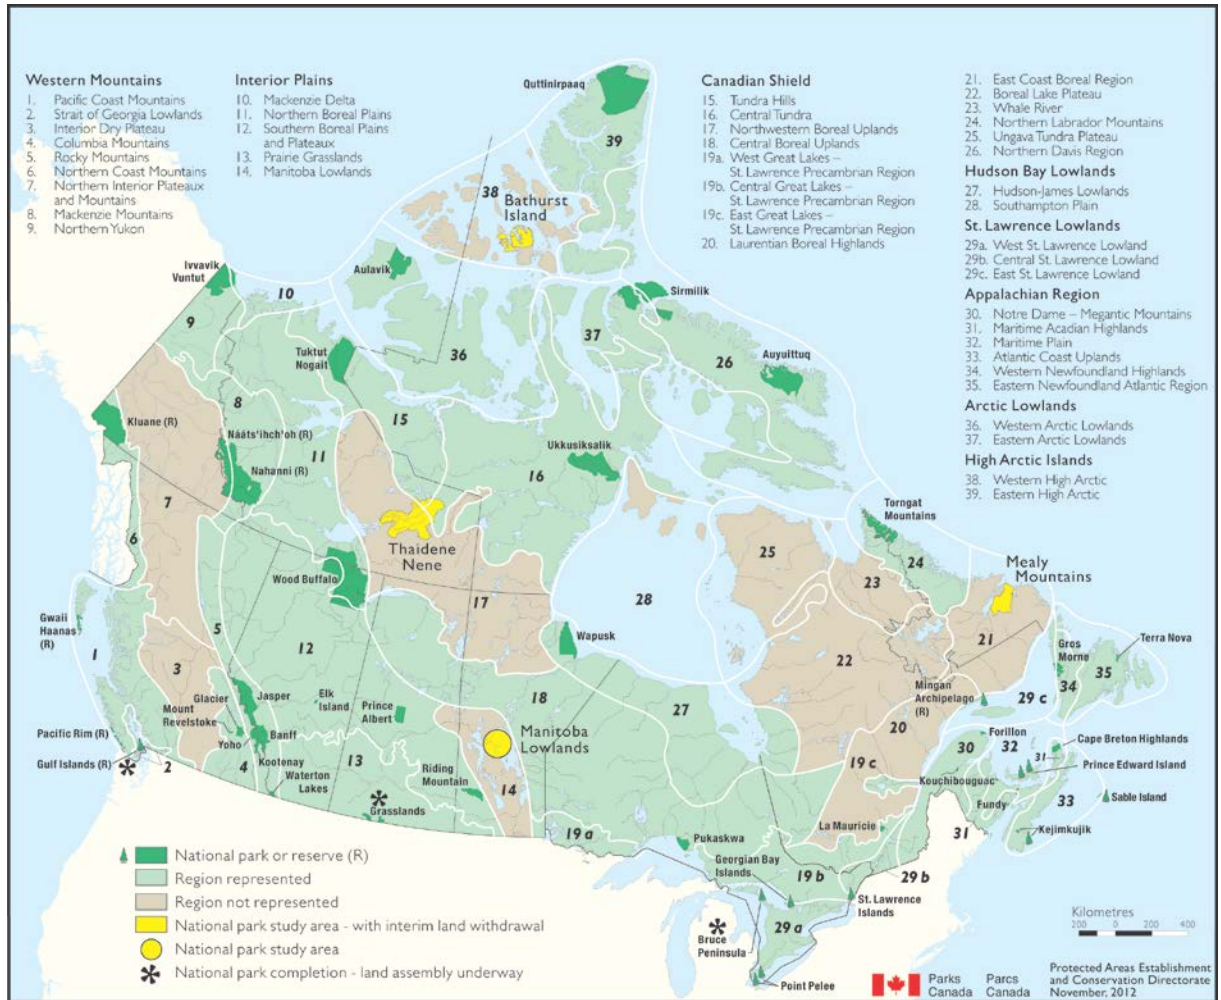 Western Mountains
1. Pacific Coast Mountains
2. Strait of Georgia Lowlands
3. Interior Dry Plateau
4. Columbia Mountains
5. Rocky Mountains
6. Northern Coast Mountains
7. Northern Interior Plateaux
and Mountains
8. Mackenzie Mountains
9. Northern Yukon
Interior Plains
10. Mackenzie Delta
11. Northern Boreal Plains
12. Southern Boreal Plains
and Plateaux
13. Prairie Grasslands
14. Manitoba Lowlands
Canadian Shield
15. Tundra Hills
16. Central Tundra
17. Northwestern Boreal Uplands
18. Central Boreal Uplands
19a. West Great Lakes –
St. Lawrence Precambrian Region
19b. Central Great Lakes –
St. Lawrence Precambrian Region
19c. East Great Lakes –
St. Lawrence Precambrian Region
20. Laurentian Boreal Highlands
21. East Coast Boreal Region
22. Boreal Lake Plateau
23. Whale River
24. Northern Labrador Mountains
25. Ungava Tundra Plateau
26. Northern Davis Region
Hudson Bay Lowlands
27. Hudson-James Lowlands
28. Southampton Plain
St. Lawrence Lowlands
29a. West St. Lawrence Lowland
29b. Central St. Lawrence Lowland
29c. East St. Lawrence Lowland
Appalachian Region
30. Notre Dame – Megantic Mountains
31. Maritime Acadian Highlands
32. Maritime Plain
33. Atlantic Coast Uplands
34. Western Newfoundland Highlands
35. Eastern Newfoundland Atlantic Region
Arctic Lowlands
36. Western Arctic Lowlands
37. Eastern Arctic Lowlands
High Arctic Islands
38. Western High Arctic
39. Eastern High Arctic
Quttinirpaaq
39
38
Bathurst
Island
Ivvavik
Vuntut
Aulavik
10
Sirmilik
9
37
Tuktut
Nogait
36
26
Auyuittuq
8
15
Kluane (R)
Nááts'ihch'oh (R)
11
Ukkusiksalik
16
Nahanni (R)
7
Torngat
Mountains
6
Thaidene
Nene
25
24
Mealy
Mountains
Wood Buffalo
23
17
28
Gwaii
Haanas
(R)
1
5
Wapusk
21
Terra Nova
12
22
Gros
Morne
35
3
Glacier
Jasper
Elk
Island
Prince
Albert
18
27
Mingan
Archipelago
(R)
29 c
34
Mount
Revelstoke
20
Pacific Rim (R)
Yoho
Banff
Manitoba
Lowlands
Forillon
30
32
Cape Breton Highlands
31
Gulf Islands (R)
2
4
Kootenay
13
Riding
Mountain
19 c
Prince Edward Island
Waterton
Lakes
14
Kouchibouguac
Grasslands
Fundy
33
Sable Island
19 a
La Mauricie
31
Kejimkujik
Pukaskwa
Georgian Bay
Islands
19 b
29 b
St. Lawrence
Islands
29 a
Bruce
Peninsula
Point Pelee
National park or reserve (R)
Region represented
Region not represented
National park study area - with interim land withdrawal
National park study area
National park completion - land assembly underway
Kilometres
200 0 200 400
Parks
Canada
Parcs
Canada
Protected Areas Establishment
and Conservation Directorate
November, 2012